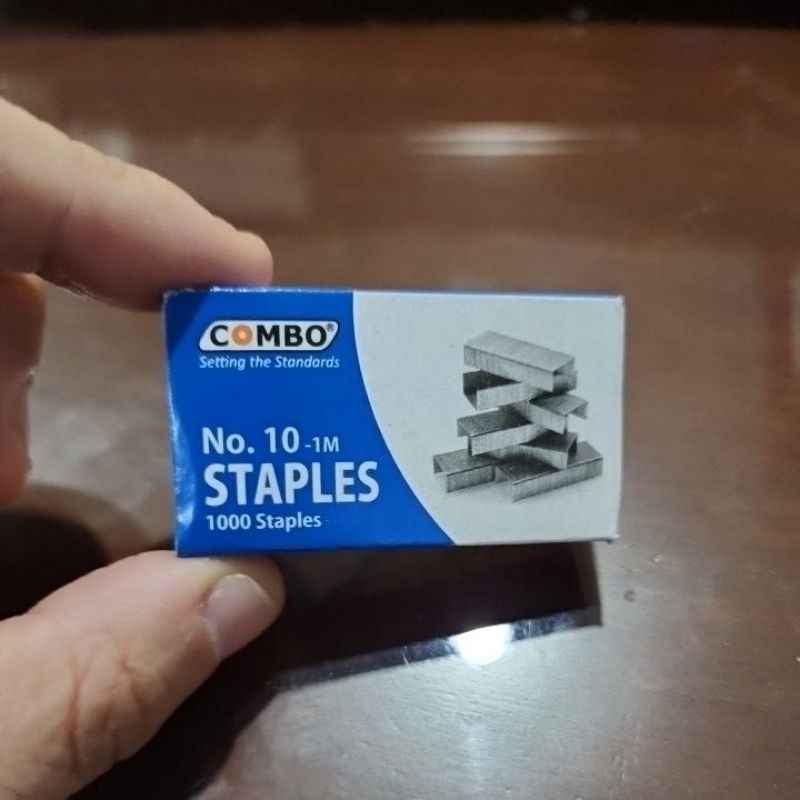 COMBO®
Setting the Standards
No. 10 -1M
STAPLES
1000 Staples